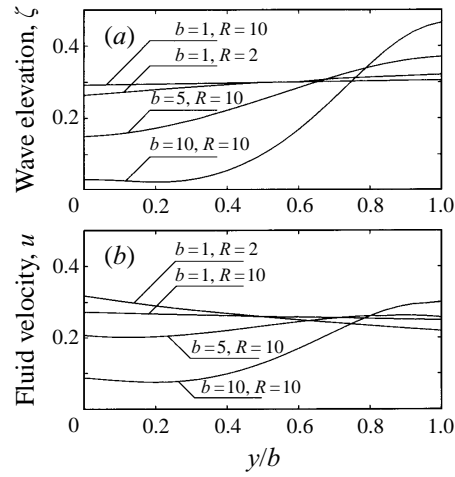 (a)
b=1, R=10
b=1, R=2
b=5, R=10
b=10, R=10
Wave elevation, ζ
0.4
0.2
0
0 0.2 0.4 0.6 0.8 1.0
(b)
b=1, R=2
b=1, R=10
b=5, R=10
b=10, R=10
Fluid velocity, u
0.4
0.2
0
0 0.2 0.4 0.6 0.8 1.0
y/b